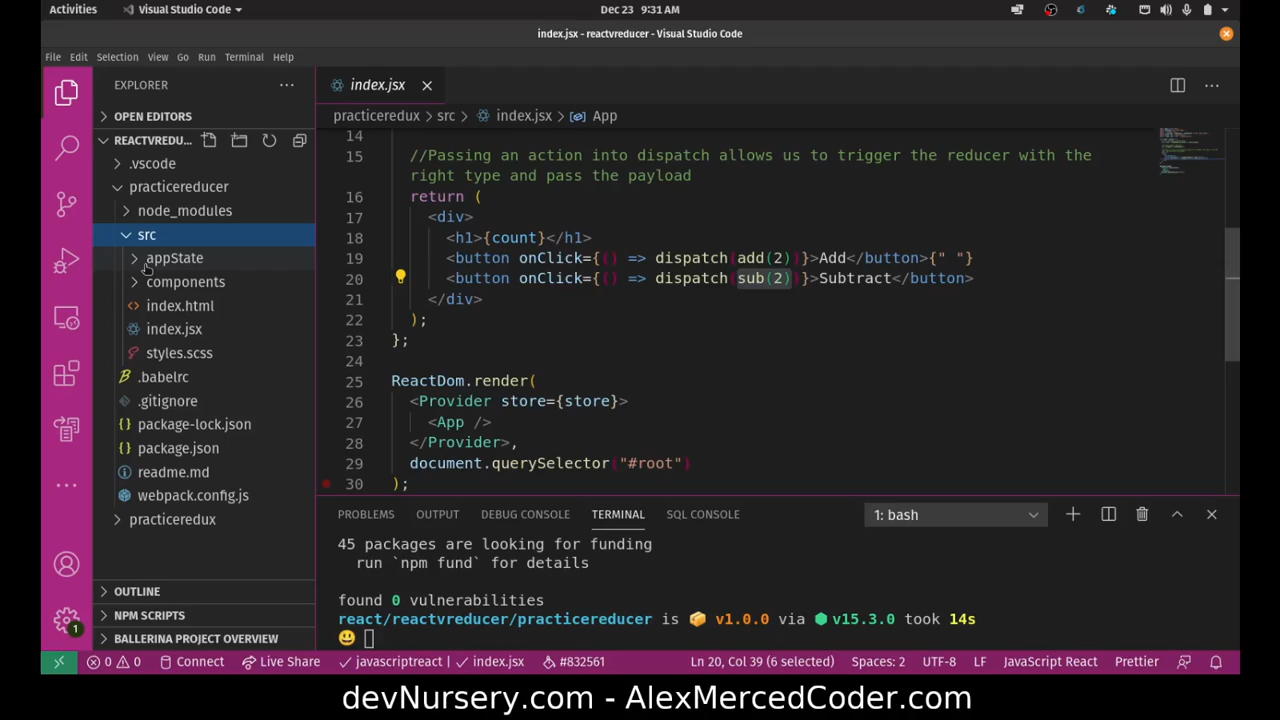 Activities
Visual Studio Code
Dec 23 9:31 AM
index.jsx - reactvreducer - Visual Studio Code
File Edit Selection View Go Run Terminal Help
EXPLORER
OPEN EDITORS
REACTVREDU...
.vscode
practicereducer
node_modules
src
appState
components
index.html
index.jsx
styles.scss
.babelrc
.gitignore
package-lock.json
package.json
readme.md
webpack.config.js
practiceredux
OUTLINE
NPM SCRIPTS
BALLERINA PROJECT OVERVIEW
1
index.jsx
practiceredux > src > index.jsx > App
14
15 //Passing an action into dispatch allows us to trigger the reducer with the
right type and pass the payload
16 return (
17 <div>
18 <h1>{count}</h1>
19 <button onClick={() => dispatch(add(2))}>Add</button>{" "}
20 <button onClick={() => dispatch(sub(2))}>Subtract</button>
21 </div>
22 );
23 };
24
25 ReactDom.render(
26 <Provider store={store}>
27 <App />
28 </Provider>,
29 document.querySelector("#root")
30 );
PROBLEMS OUTPUT DEBUG CONSOLE TERMINAL SQL CONSOLE 1: bash
45 packages are looking for funding
run `npm fund` for details
found 0 vulnerabilities
react/reactvreducer/practicereducer is 📦 v1.0.0 via ⬢ v15.3.0 took 14s
😃
0 0 Connect Live Share javascriptreact | index.jsx #832561 Ln 20, Col 39 (6 selected) Spaces: 2 UTF-8 LF JavaScript React Prettier
devNursery.com - AlexMercedCoder.com